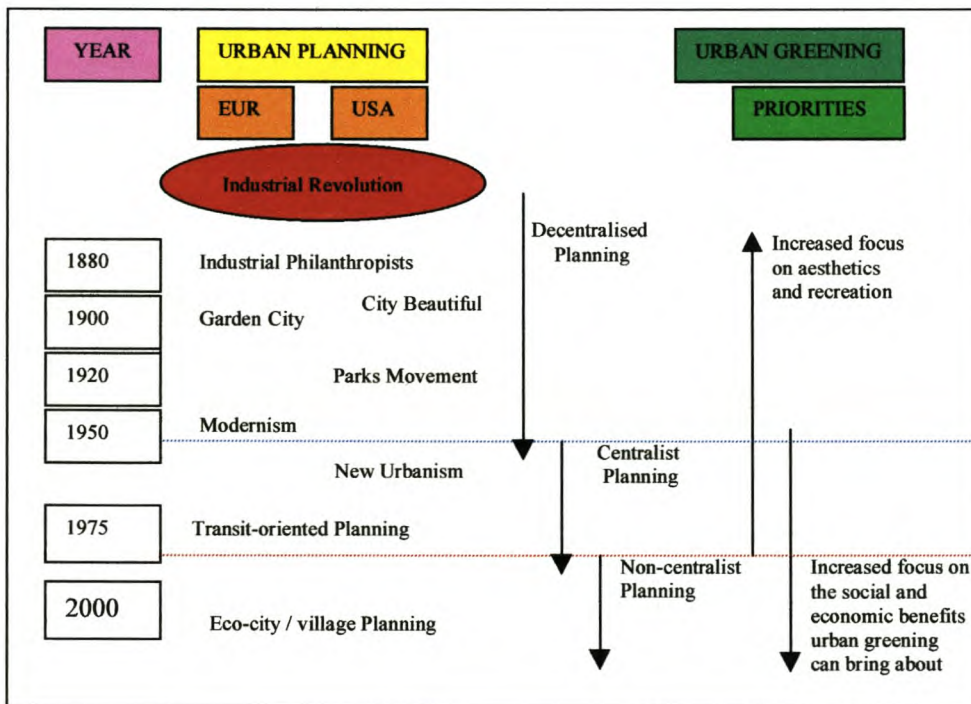 YEAR
URBAN PLANNING
URBAN GREENING
EUR
USA
PRIORITIES
Industrial Revolution
Decentralised
Planning
Increased focus
on aesthetics
and recreation
1880
Industrial Philanthropists
City Beautiful
1900
Garden City
1920
Parks Movement
1950
Modernism
New Urbanism
Centralist
Planning
1975
Transit-oriented Planning
Non-centralist
Planning
Increased focus on
the social and
economic benefits
urban greening
can bring about
2000
Eco-city / village Planning